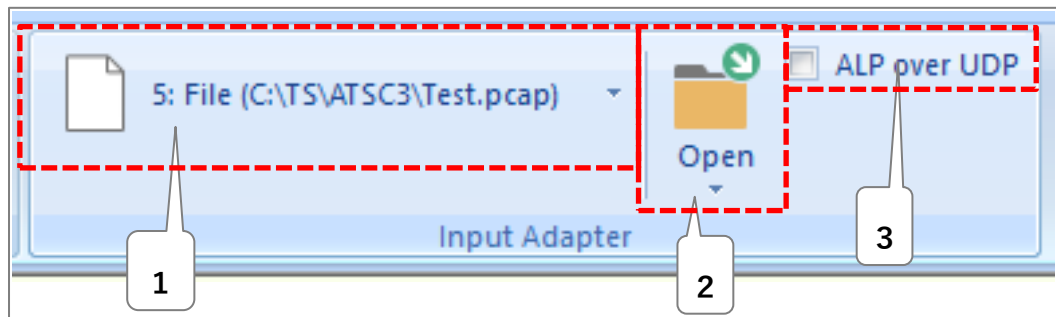 5: File (C:\TS\ATSC3\Test.pcap)
Open
ALP over UDP
Input Adapter
1
2
3